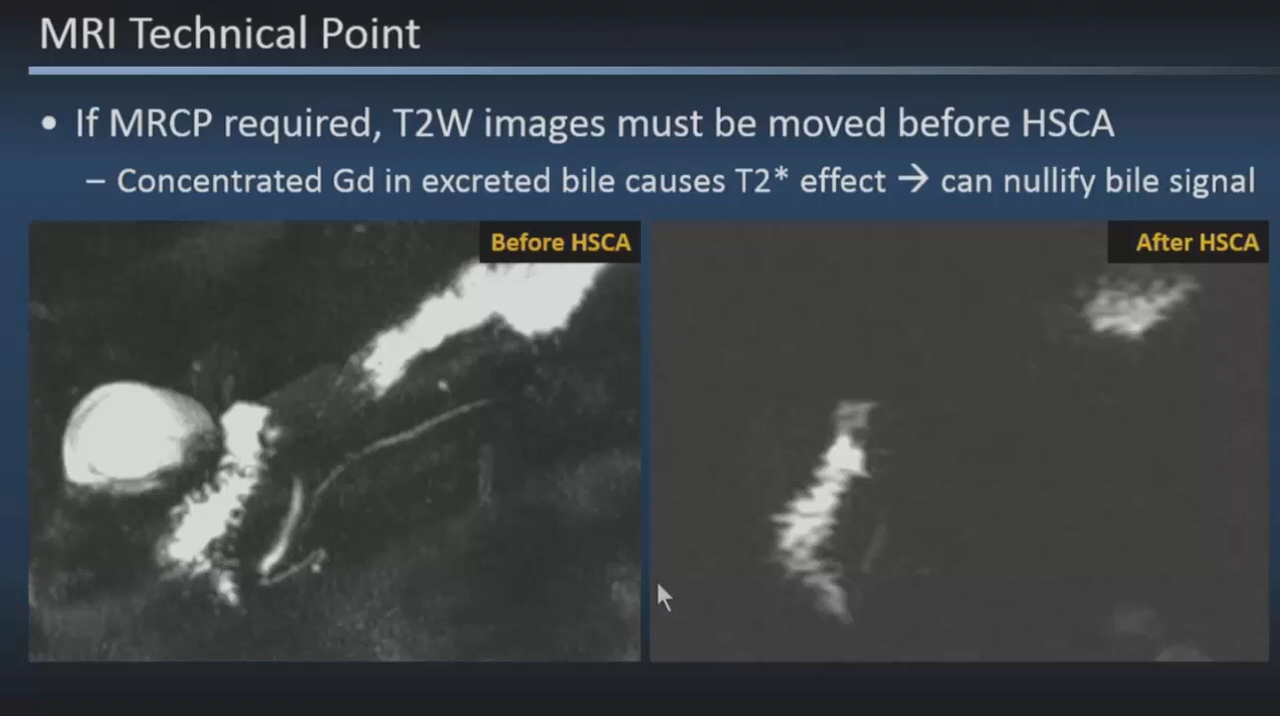 MRI Technical Point
• If MRCP required, T2W images must be moved before HSCA
– Concentrated Gd in excreted bile causes T2* effect → can nullify bile signal
Before HSCA
After HSCA